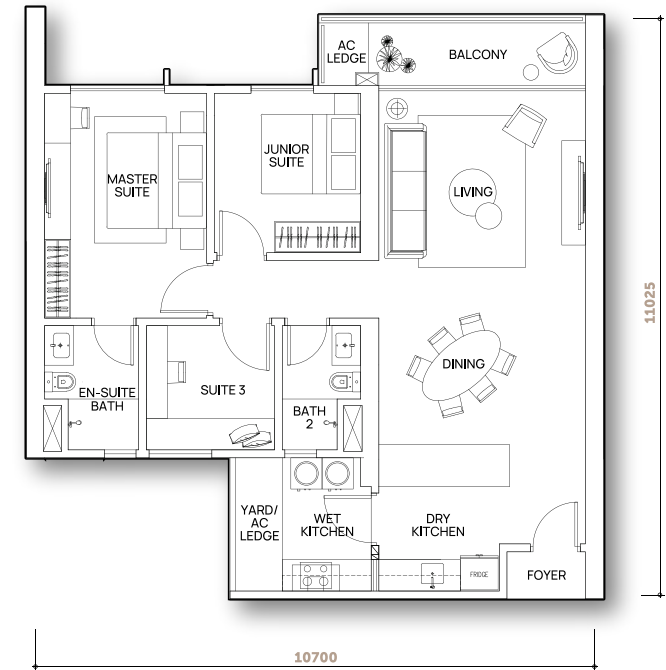 AC
LEDGE
BALCONY
MASTER
SUITE
JUNIOR
SUITE
LIVING
11025
DINING
EN-SUITE
BATH
SUITE 3
BATH
2
YARD/
AC
LEDGE
WET
KITCHEN
DRY
KITCHEN
FRIDGE
FOYER
10700